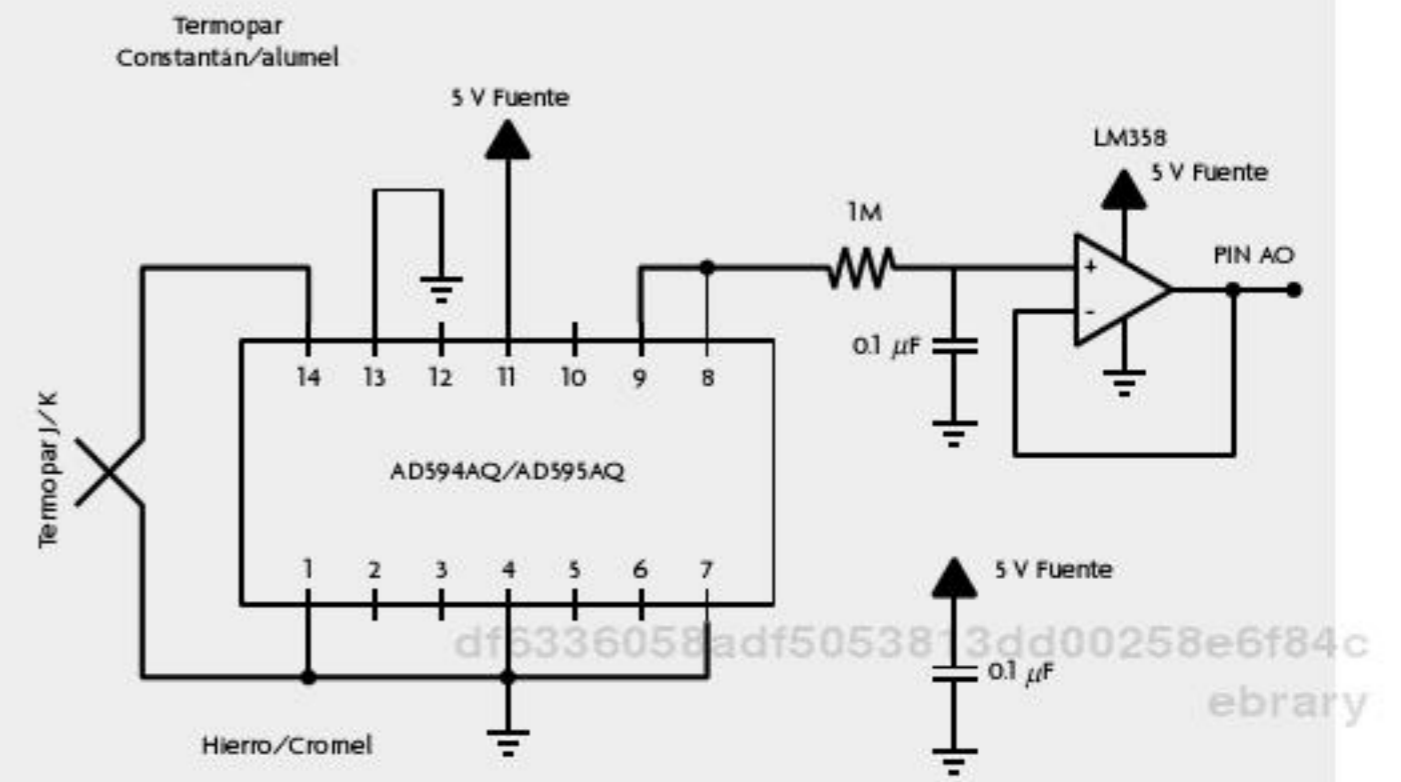 Termopar
Constantán/alumel
5 V Fuente
LM358
5 V Fuente
1M
PIN AO
+
-
0.1 µF
14 13 12 11 10 9 8
Termopar J/K
AD594AQ/AD595AQ
1 2 3 4 5 6 7
5 V Fuente
df6336058adf5053813dd00258e6f84c
ebrary
0.1 µF
Hierro/Cromel